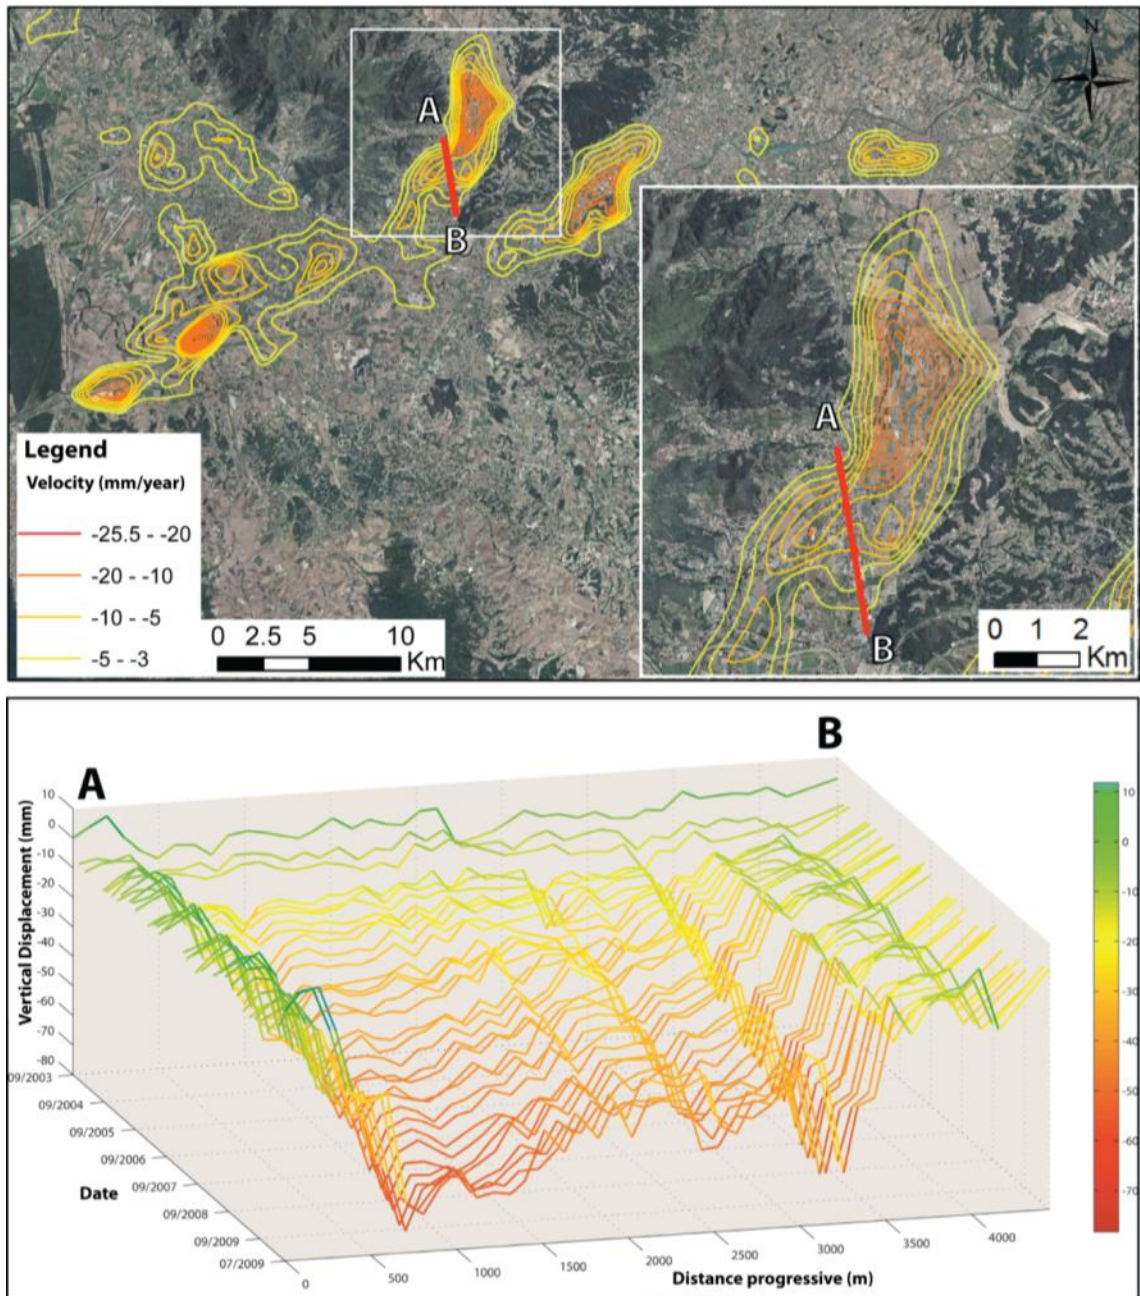 N
A
B
A
B
Legend
Velocity (mm/year)
-25.5 - -20
-20 - -10
-10 - -5
-5 - -3
0 2.5 5 10
Km
0 1 2
Km
A
B
Vertical Displacement (mm)
10
0
-10
-20
-30
-40
-50
-60
-70
-80
09/2003
09/2004
09/2005
09/2006
09/2007
09/2008
09/2009
07/2009
Date
0 500 1000 1500 2000 2500 3000 3500 4000
Distance progressive (m)
10
0
-10
-20
-30
-40
-50
-60
-70